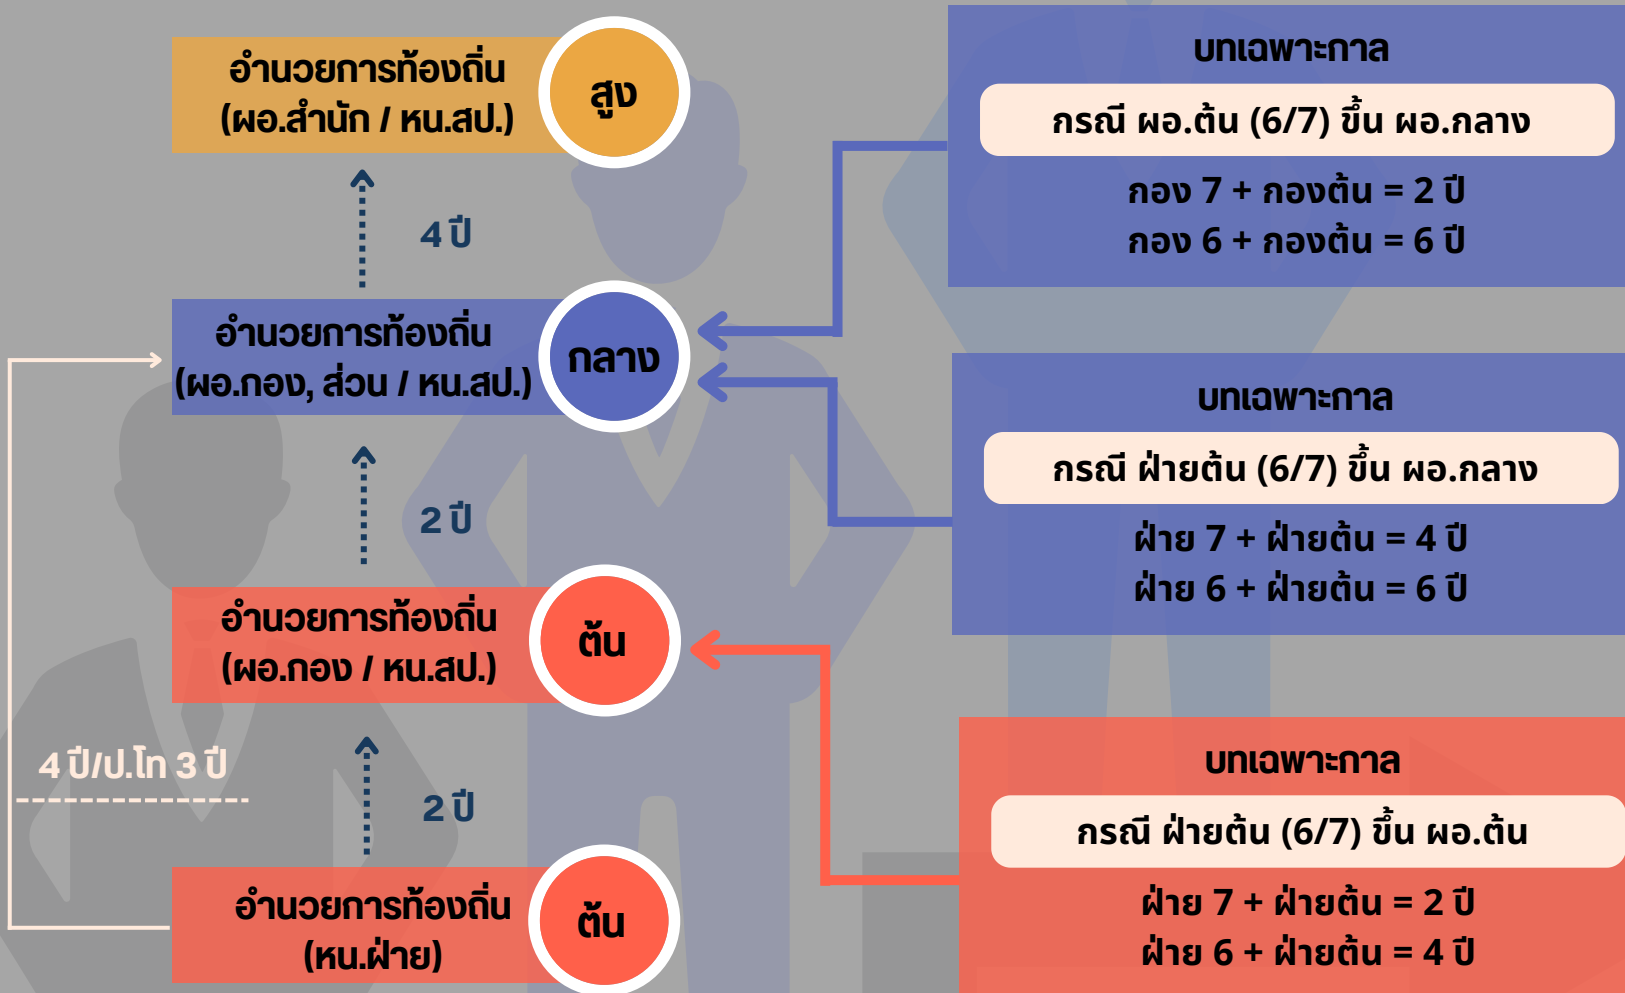 อำนวยการท้องถิ่น
(ผอ.สำนัก / หน.สป.)
สูง
4 ปี
อำนวยการท้องถิ่น
(ผอ.กอง, ส่วน / หน.สป.)
กลาง
2 ปี
อำนวยการท้องถิ่น
(ผอ.กอง / หน.สป.)
ต้น
4 ปี/ป.โท 3 ปี
2 ปี
อำนวยการท้องถิ่น
(หน.ฝ่าย)
ต้น
บทเฉพาะกาล
กรณี ผอ.ต้น (6/7) ขึ้น ผอ.กลาง
กอง 7 + กองต้น = 2 ปี
กอง 6 + กองต้น = 6 ปี
บทเฉพาะกาล
กรณี ฝ่ายต้น (6/7) ขึ้น ผอ.กลาง
ฝ่าย 7 + ฝ่ายต้น = 4 ปี
ฝ่าย 6 + ฝ่ายต้น = 6 ปี
บทเฉพาะกาล
กรณี ฝ่ายต้น (6/7) ขึ้น ผอ.ต้น
ฝ่าย 7 + ฝ่ายต้น = 2 ปี
ฝ่าย 6 + ฝ่ายต้น = 4 ปี